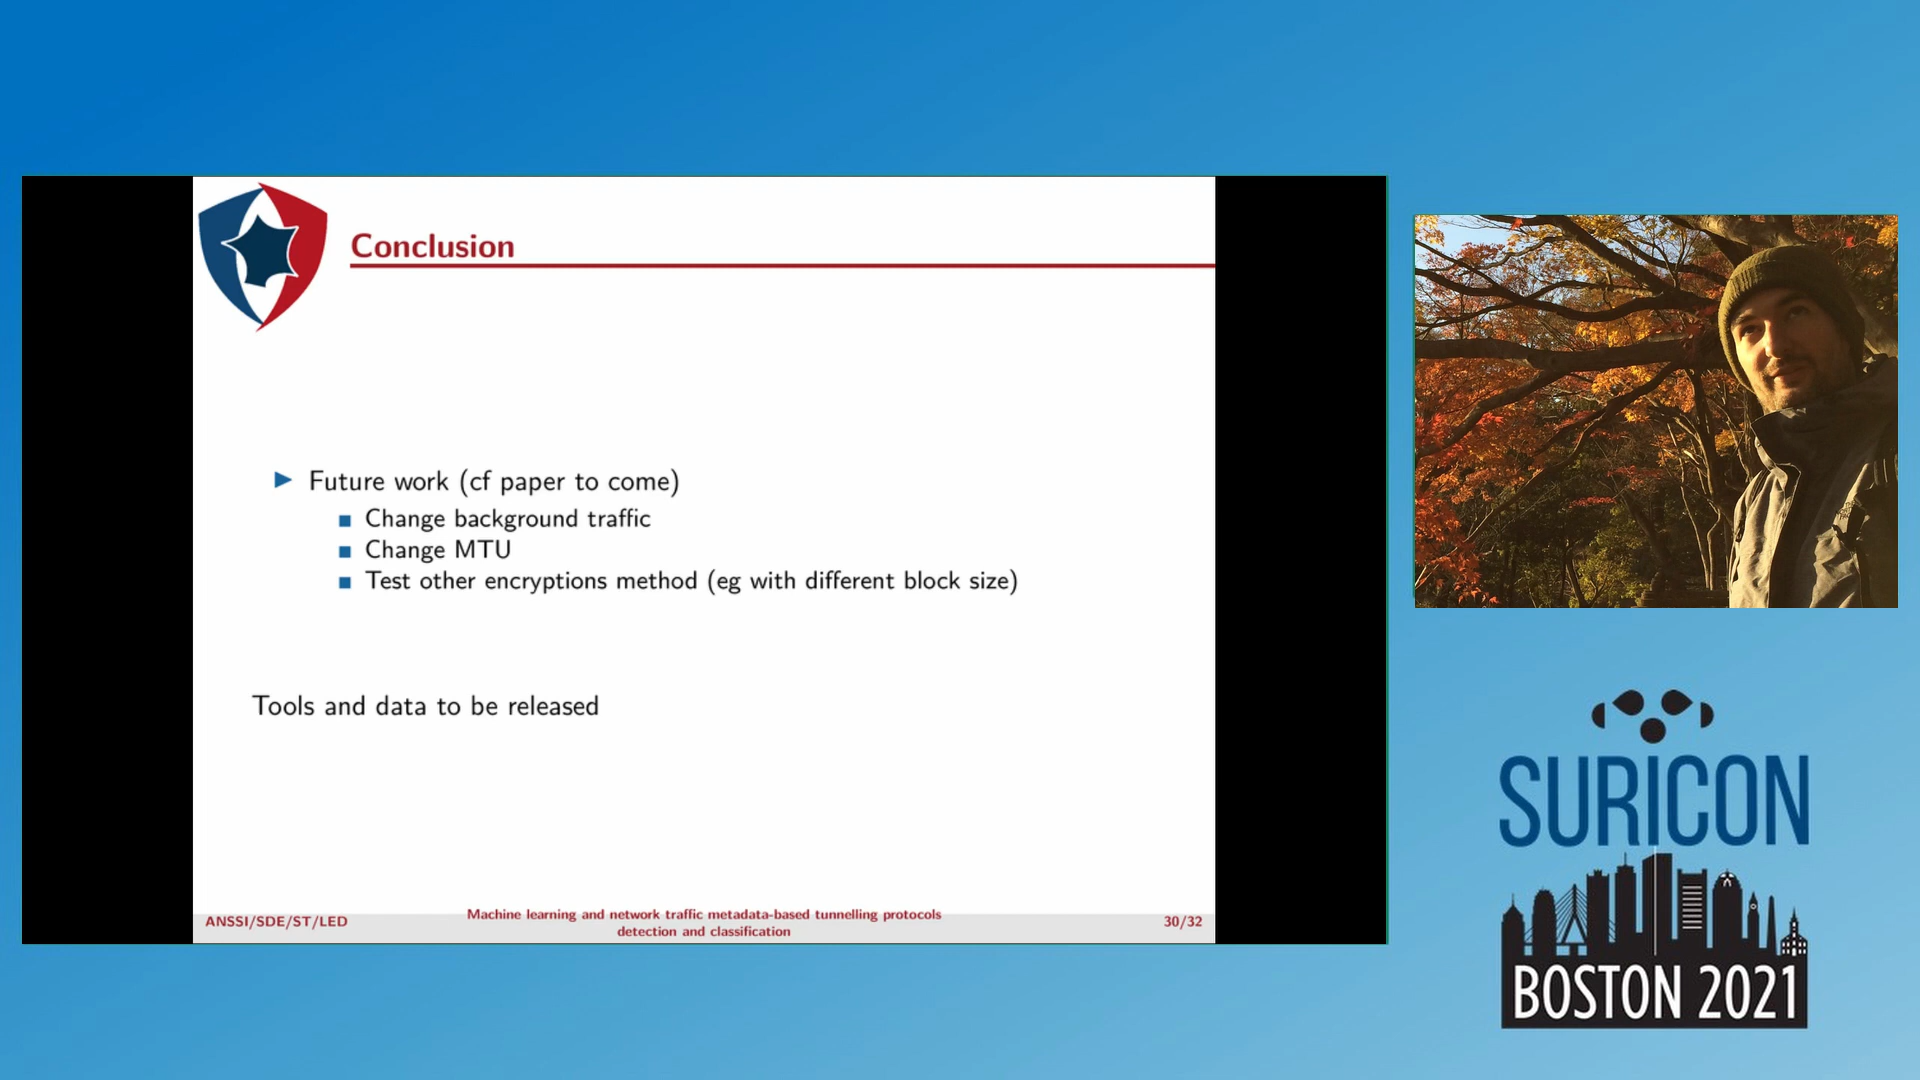 Conclusion
▶ Future work (cf paper to come)
■ Change background traffic
■ Change MTU
■ Test other encryptions method (eg with different block size)
Tools and data to be released
ANSSI/SDE/ST/LED
Machine learning and network traffic metadata-based tunnelling protocols
detection and classification
30/32
SURICON
BOSTON 2021